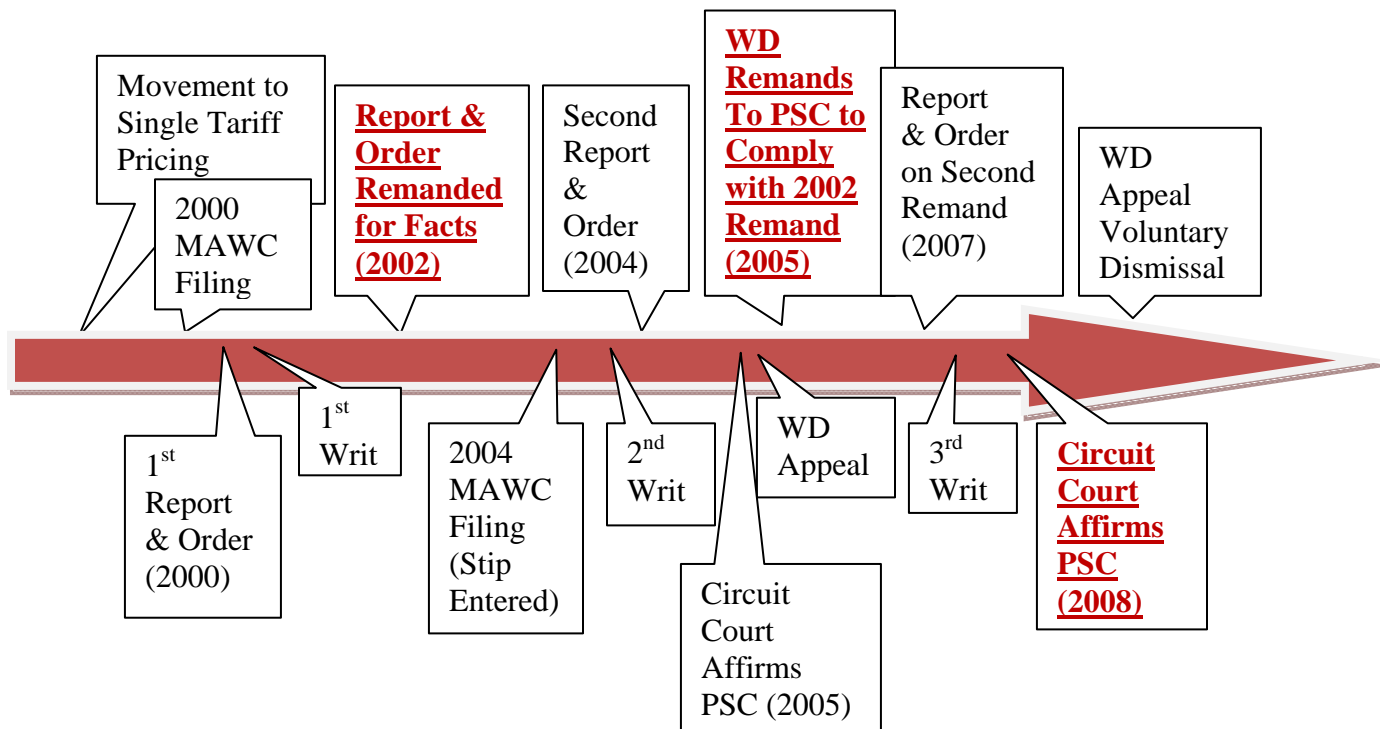 Movement to
Single Tariff
Pricing
2000
MAWC
Filing
Report &
Order
Remanded
for Facts
(2002)
Second
Report
&
Order
(2004)
WD
Remands
To PSC to
Comply
with 2002
Remand
(2005)
Report
& Order
on Second
Remand
(2007)
WD
Appeal
Voluntary
Dismissal
1st
Report
& Order
(2000)
1st
Writ
2004
MAWC
Filing
(Stip
Entered)
2nd
Writ
Circuit
Court
Affirms
PSC (2005)
WD
Appeal
3rd
Writ
Circuit
Court
Affirms
PSC
(2008)